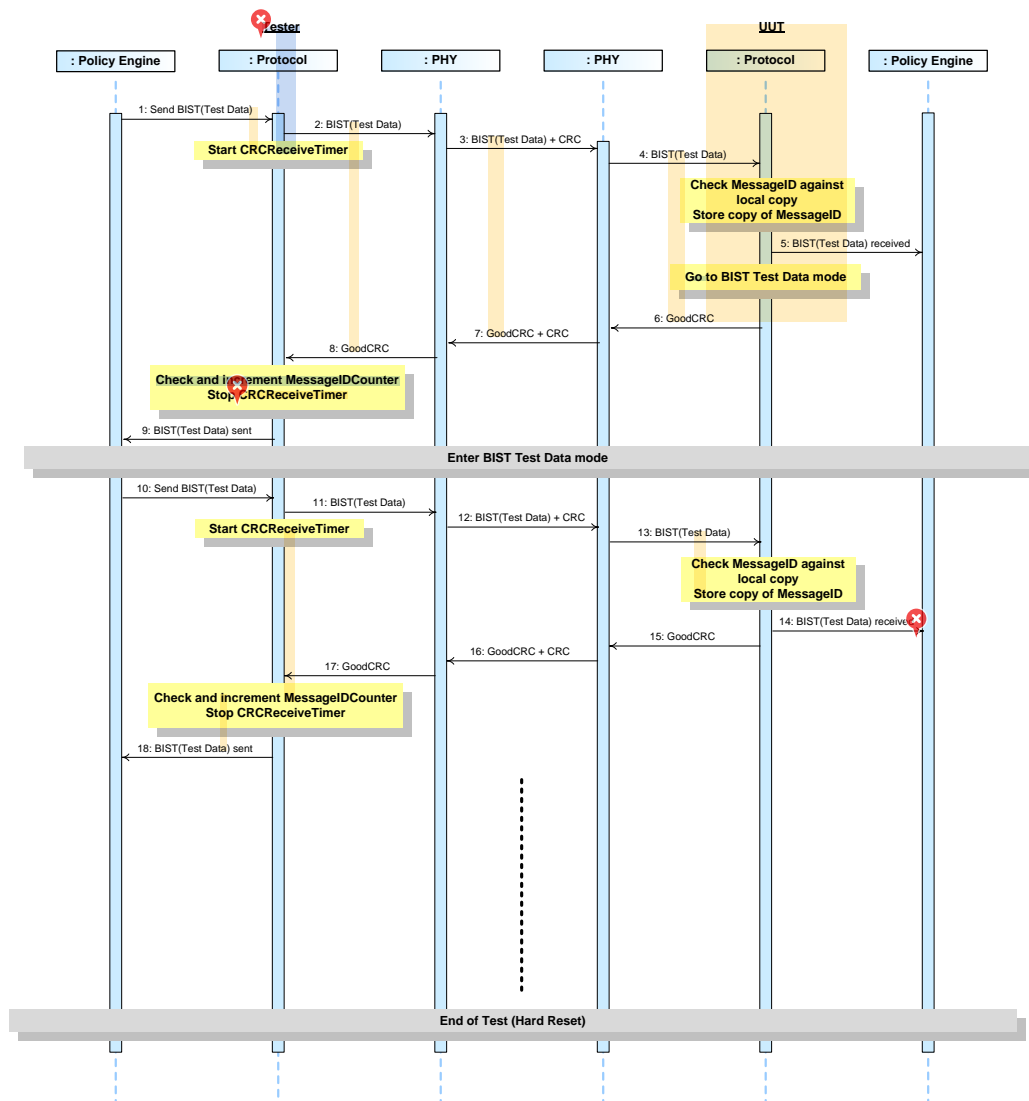 Tester
UUT
: Policy Engine
: Protocol
: PHY
: PHY
: Protocol
: Policy Engine
1: Send BIST(Test Data)
2: BIST(Test Data)
Start CRCReceiveTimer
3: BIST(Test Data) + CRC
4: BIST(Test Data)
Check MessageID against
local copy
Store copy of MessageID
5: BIST(Test Data) received
Go to BIST Test Data mode
6: GoodCRC
7: GoodCRC + CRC
8: GoodCRC
Check and increment MessageIDCounter
Stop CRCReceiveTimer
9: BIST(Test Data) sent
Enter BIST Test Data mode
10: Send BIST(Test Data)
11: BIST(Test Data)
Start CRCReceiveTimer
12: BIST(Test Data) + CRC
13: BIST(Test Data)
Check MessageID against
local copy
Store copy of MessageID
14: BIST(Test Data) received
15: GoodCRC
16: GoodCRC + CRC
17: GoodCRC
Check and increment MessageIDCounter
Stop CRCReceiveTimer
18: BIST(Test Data) sent
End of Test (Hard Reset)